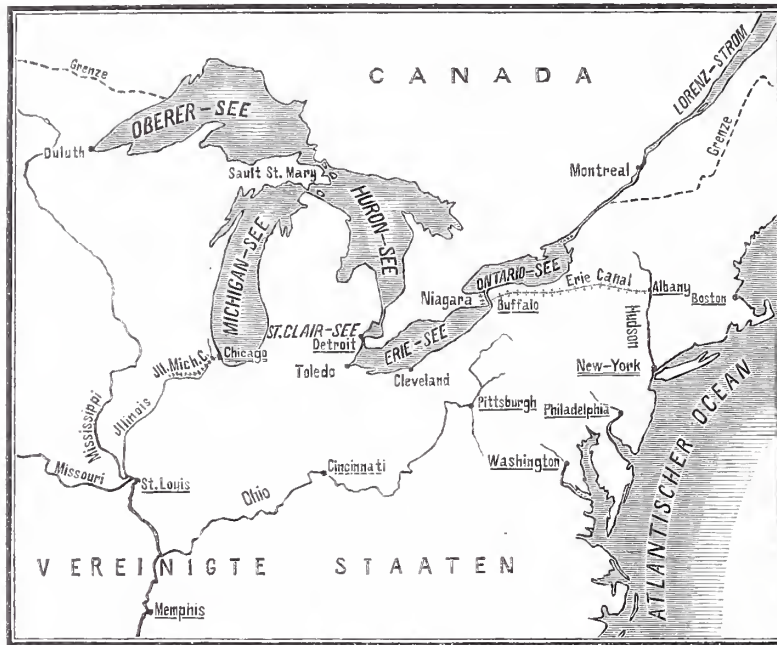 CANADA
Grenze
LORENZ-STROM
OBERER-SEE
Grenze
Duluth
Sault St. Mary
Montreal
HURON-SEE
MICHIGAN-SEE
ONTARIO-SEE
Erie Canal
Niagara
Buffalo
Albany
Boston
Hudson
ST.CLAIR-SEE
Detroit
ERIE-SEE
Jll. Mich. C.
Chicago
Toledo
Cleveland
New-York
Mississippi
Jllinois
Pittsburgh
Philadelphia
ATLANTISCHER OCEAN
Missouri
St. Louis
Cincinnati
Washington
Ohio
VEREINIGTE STAATEN
Memphis